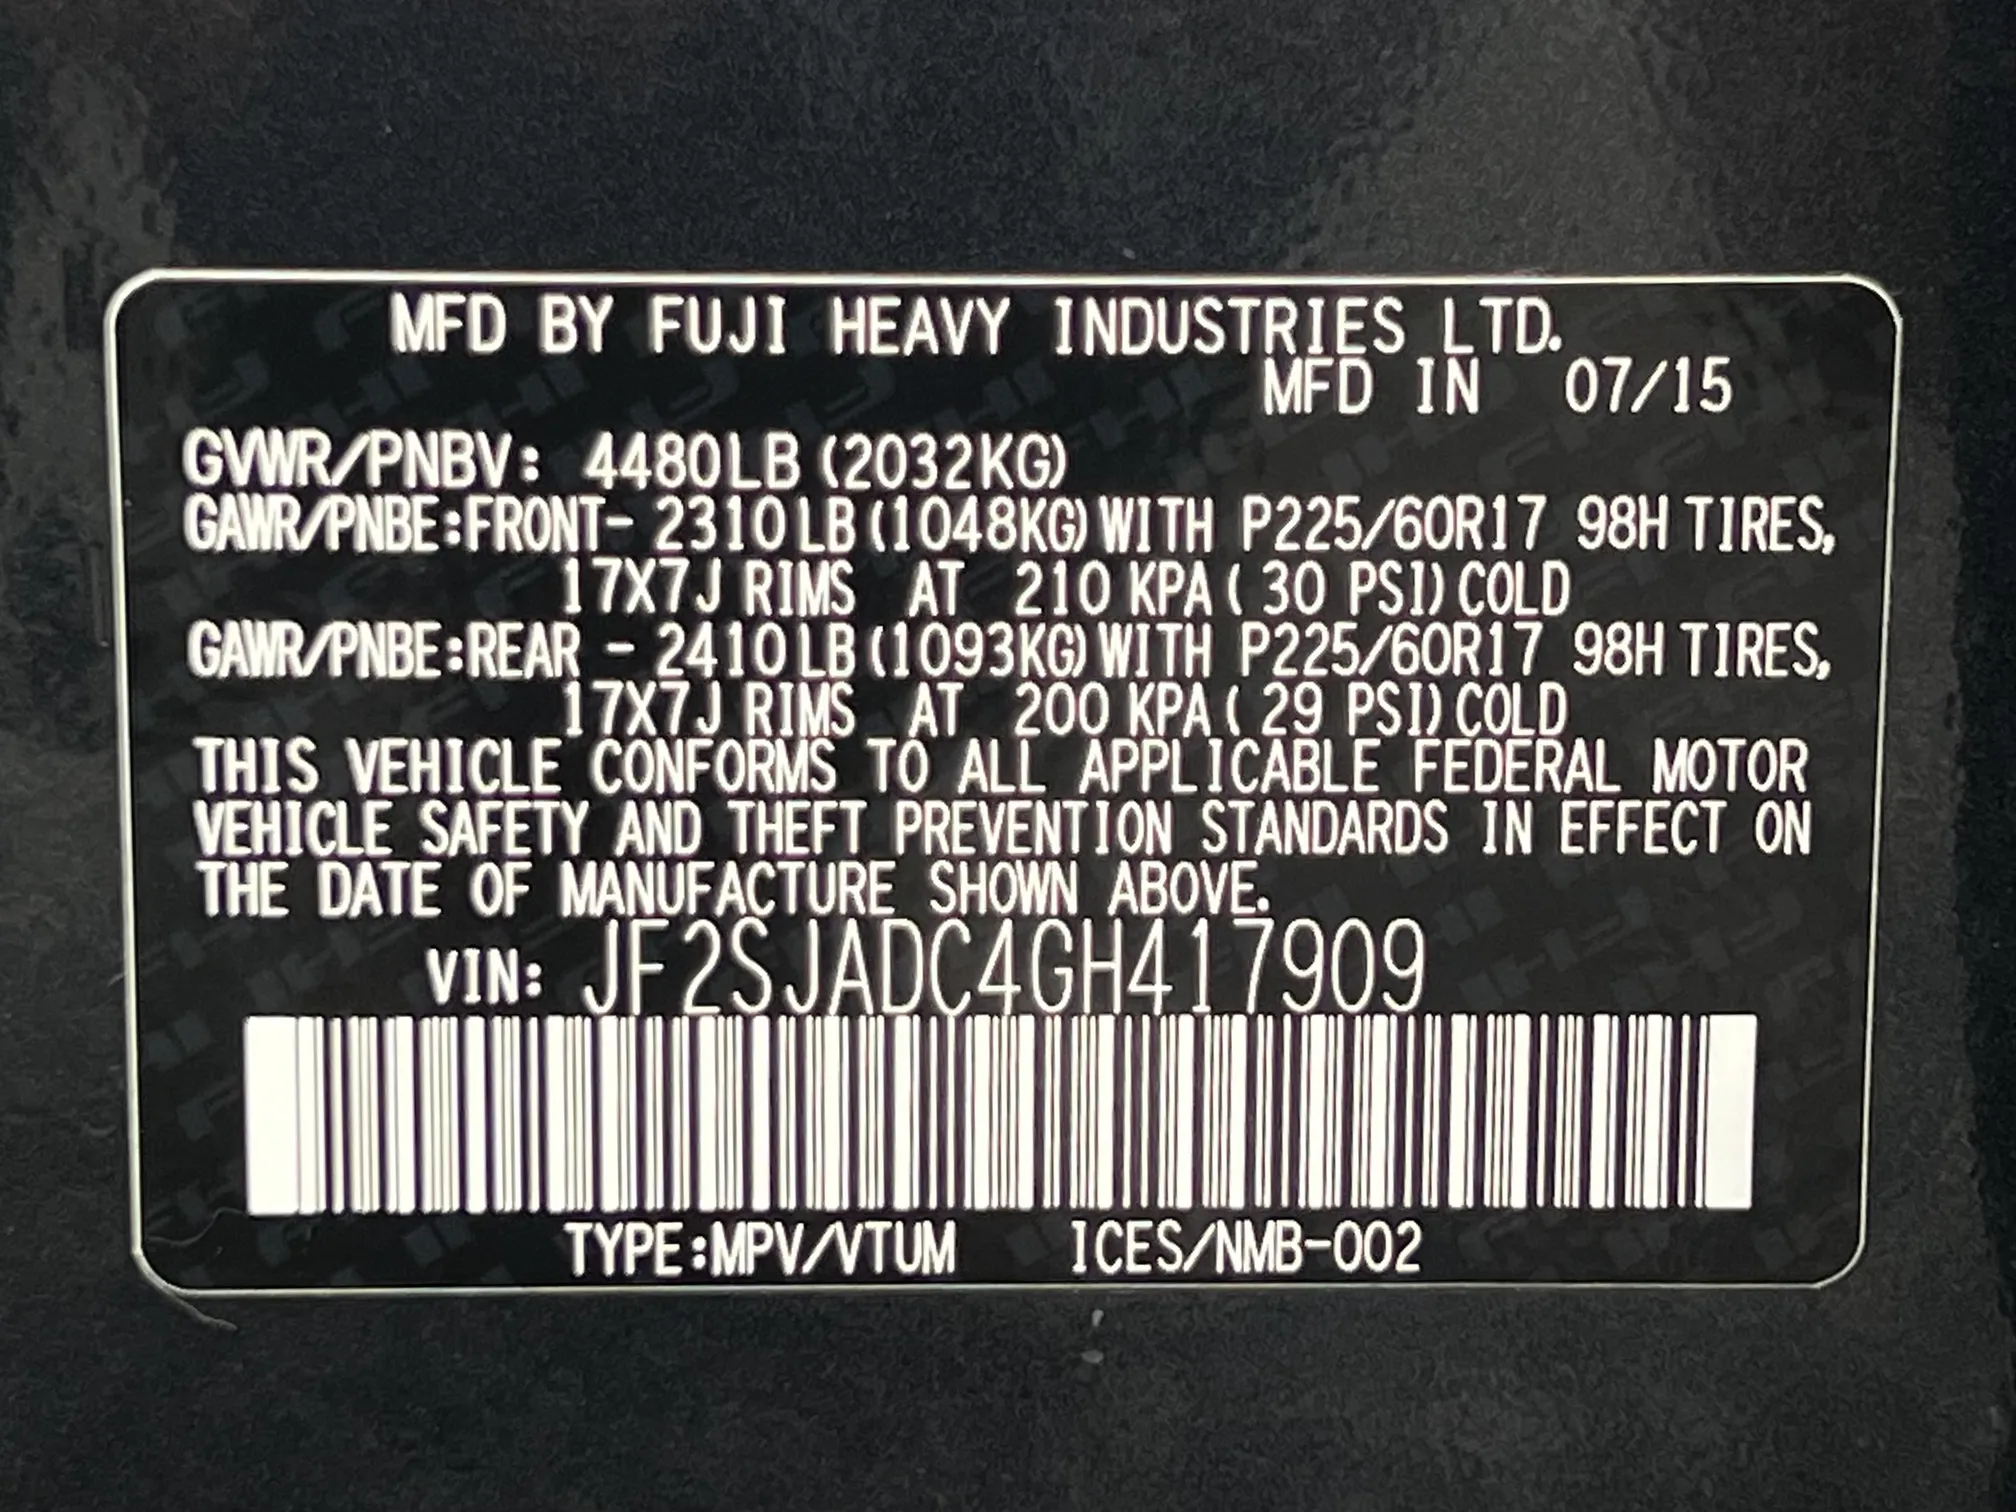 MFD BY FUJI HEAVY INDUSTRIES LTD.
MFD IN 07/15
GVWR/PNBV: 4480LB (2032KG)
GAWR/PNBE:FRONT- 2310LB (1048KG) WITH P225/60R17 98H TIRES,
17X7J RIMS AT 210 KPA ( 30 PSI) COLD
GAWR/PNBE:REAR - 2410LB (1093KG) WITH P225/60R17 98H TIRES,
17X7J RIMS AT 200 KPA ( 29 PSI) COLD
THIS VEHICLE CONFORMS TO ALL APPLICABLE FEDERAL MOTOR
VEHICLE SAFETY AND THEFT PREVENTION STANDARDS IN EFFECT ON
THE DATE OF MANUFACTURE SHOWN ABOVE.
VIN: JF2SJADC4GH417909
TYPE:MPV/VTUM ICES/NMB-002